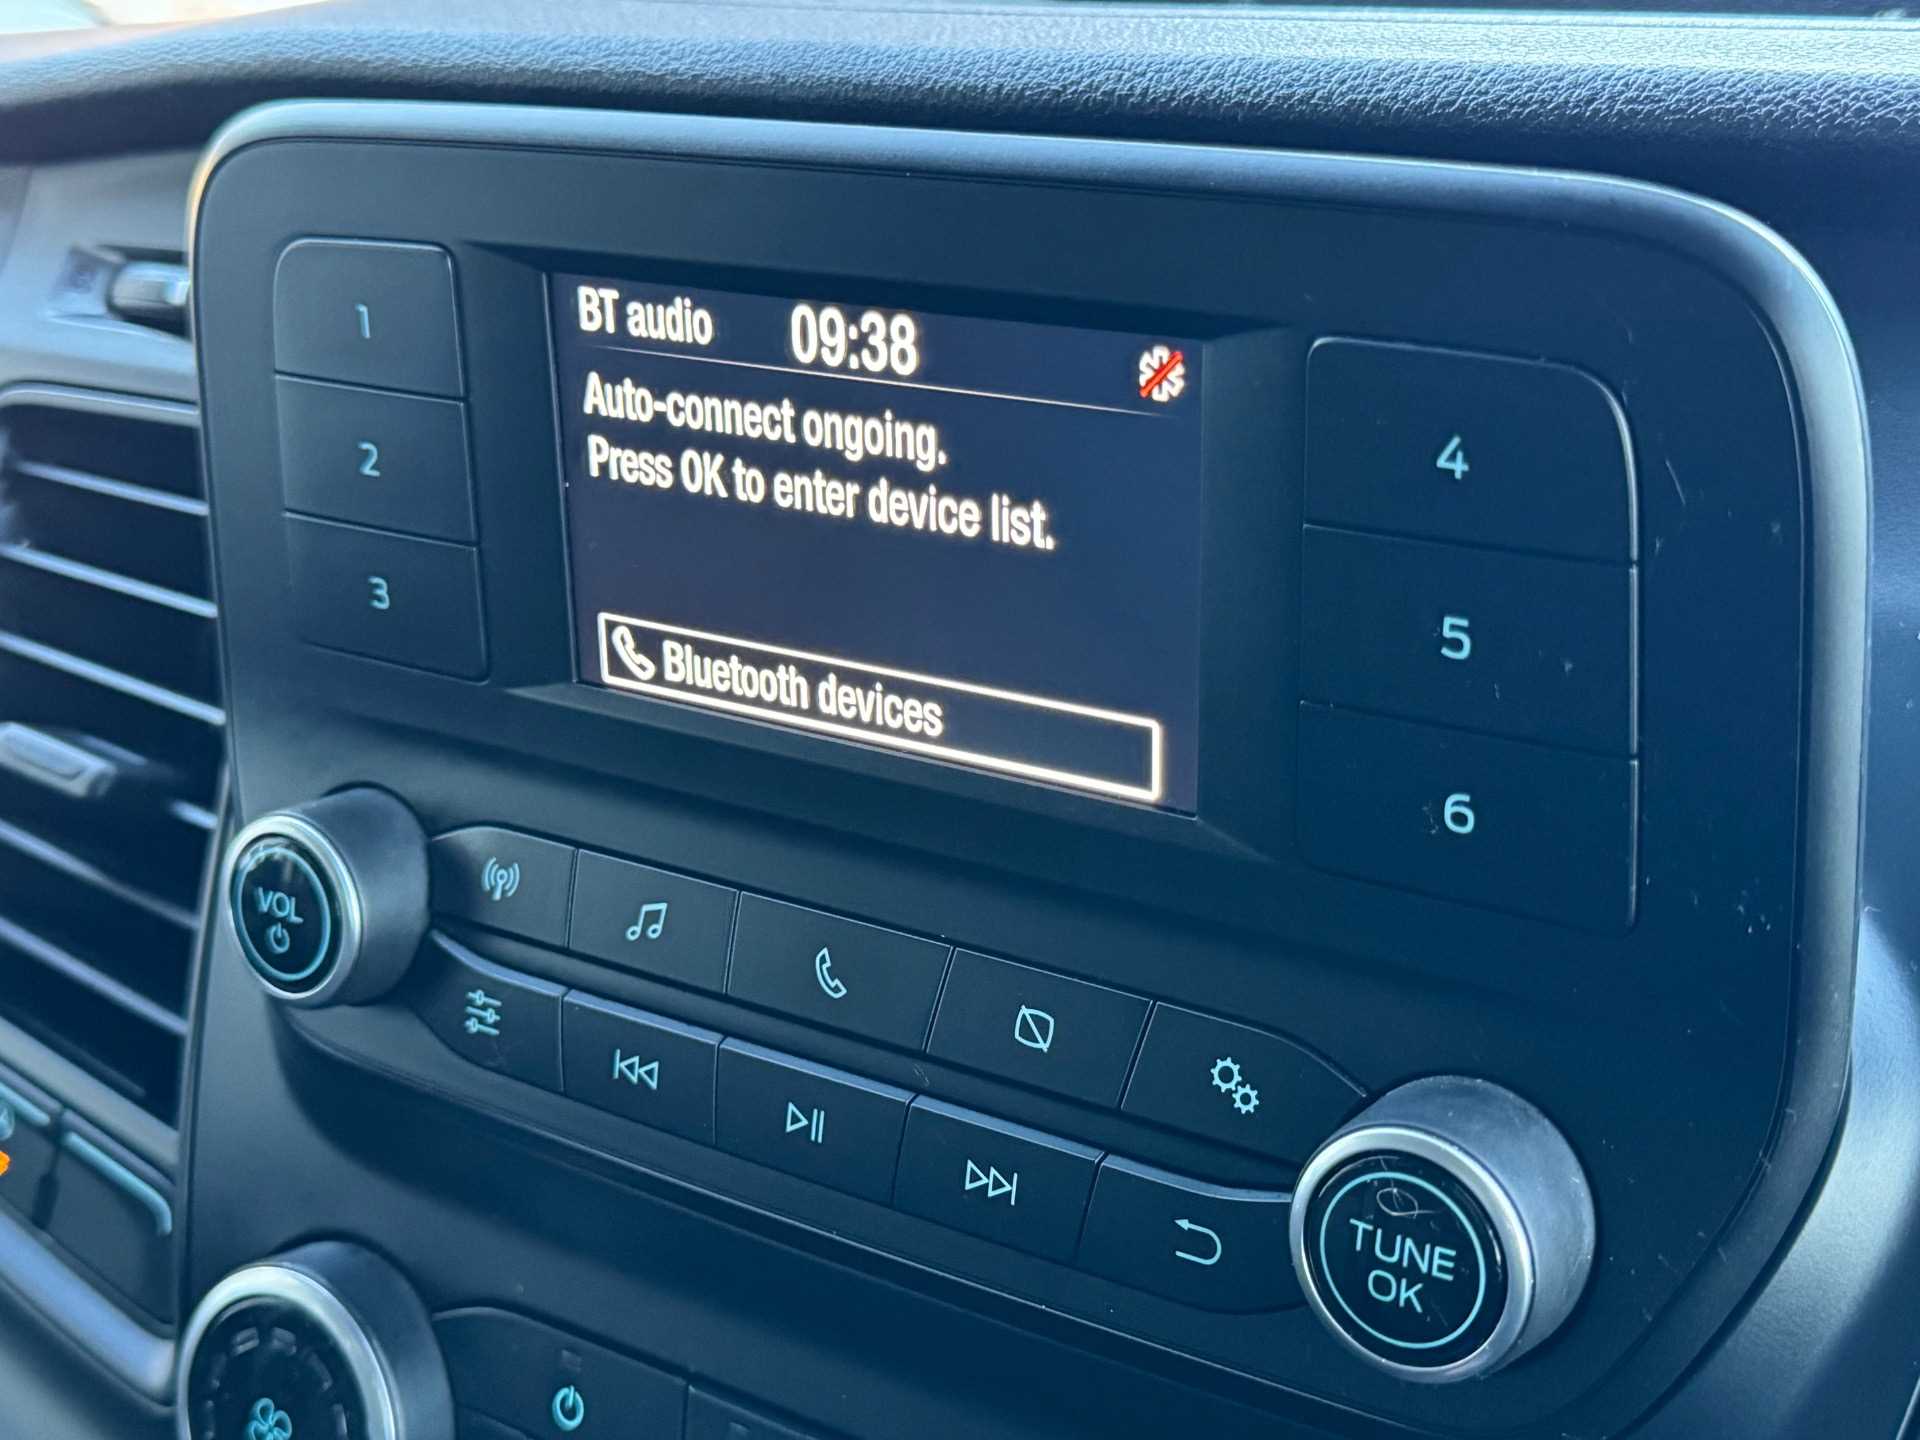 BT audio 09:38
Auto-connect ongoing.
Press OK to enter device list.
Bluetooth devices
1
2
3
4
5
6
VOL
TUNE
OK